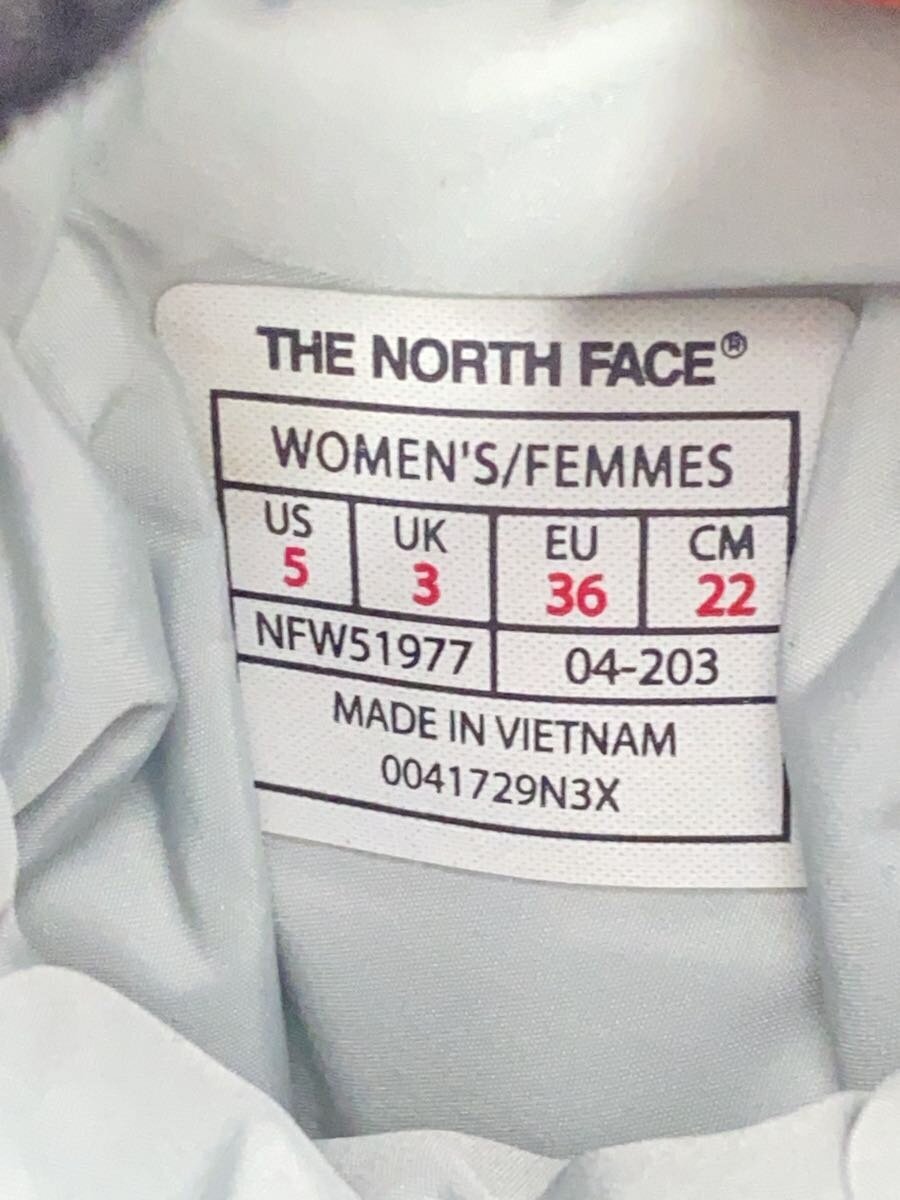 THE NORTH FACE®
WOMEN'S/FEMMES
US UK EU CM
5 3 36 22
NFW51977 04-203
MADE IN VIETNAM
0041729N3X